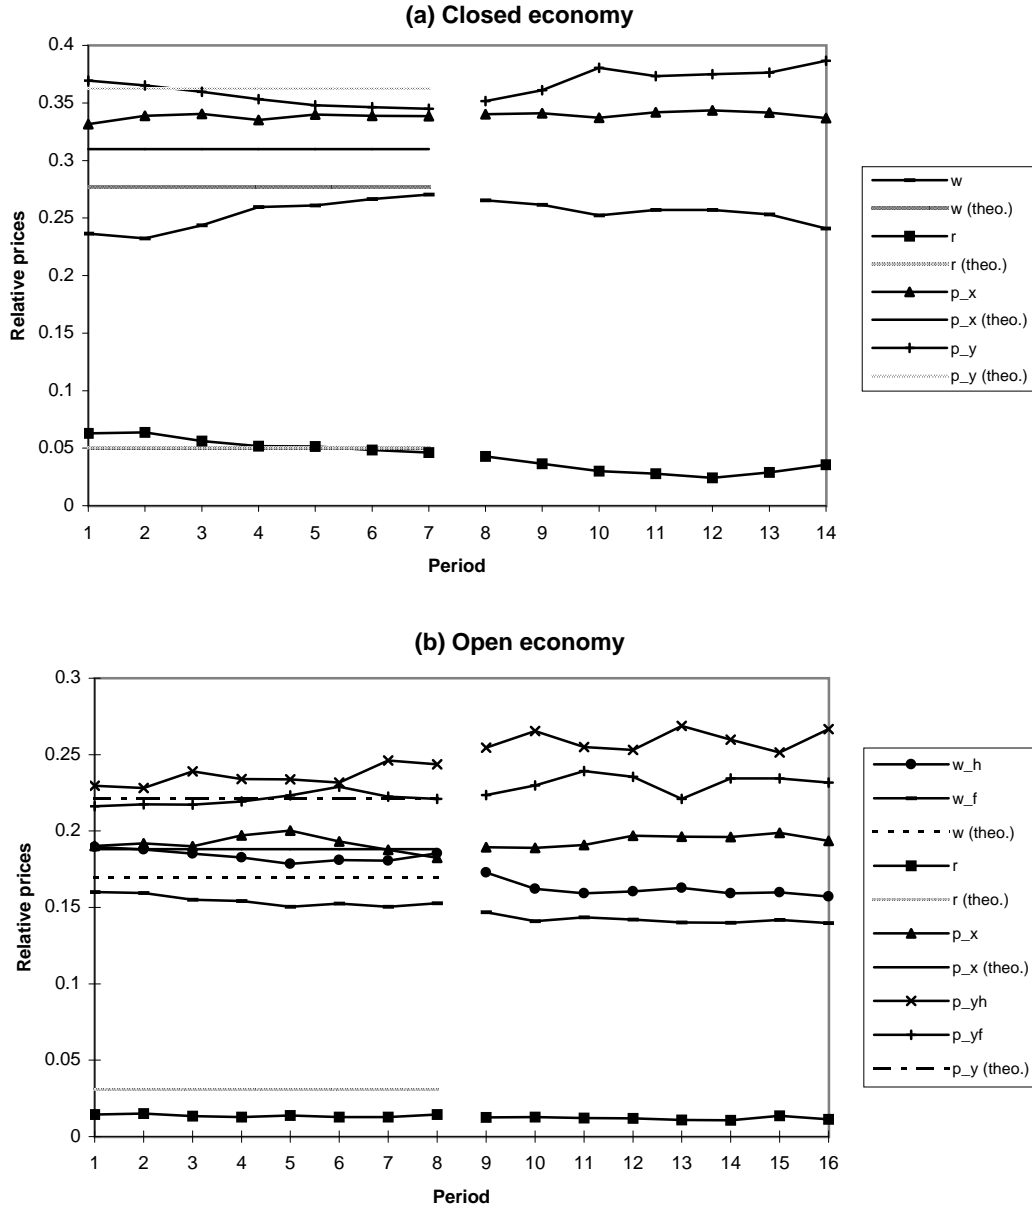 (a) Closed economy
0.4
0.35
0.3
0.25
0.2
0.15
0.1
0.05
0
Relative prices
1 2 3 4 5 6 7 8 9 10 11 12 13 14
Period
w
w (theo.)
r
r (theo.)
p_x
p_x (theo.)
p_y
p_y (theo.)
(b) Open economy
0.3
0.25
0.2
0.15
0.1
0.05
0
Relative prices
1 2 3 4 5 6 7 8 9 10 11 12 13 14 15 16
Period
w_h
w_f
w (theo.)
r
r (theo.)
p_x
p_x (theo.)
p_yh
p_yf
p_y (theo.)